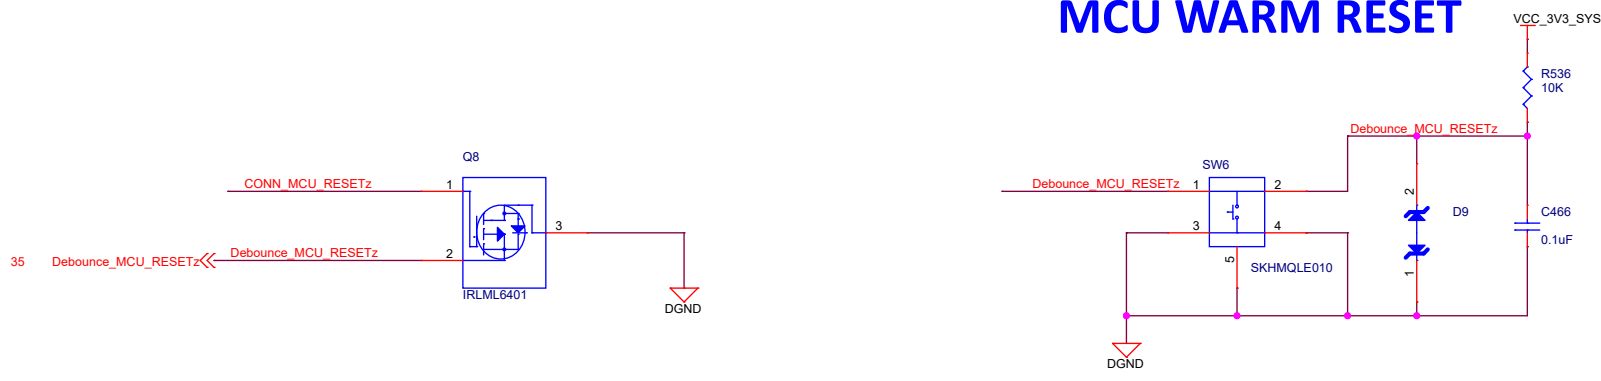 MCU WARM RESET
VCC_3V3_SYS
R536
10K
Debounce_MCU_RESETz
Q8
SW6
CONN_MCU_RESETz
1
Debounce_MCU_RESETz
1
2
2
D9
C466
3
3
4
0.1uF
35
Debounce_MCU_RESETz
Debounce_MCU_RESETz
2
5
SKHMQLE010
1
IRLML6401
DGND
DGND